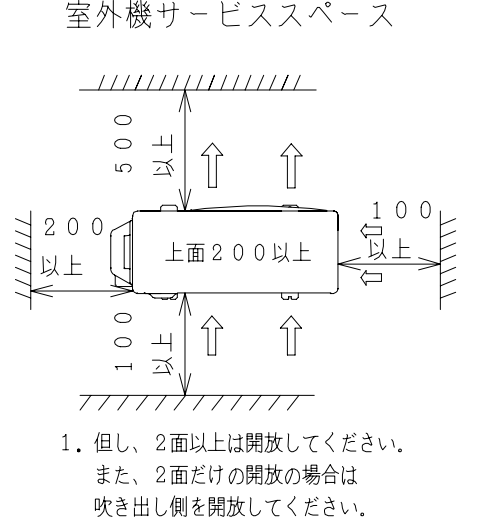 室外機サービススペース
500
以上
200
以上
上面200以上
100
以上
100
以上
1. 但し、2面以上は開放してください。
また、2面だけの開放の場合は
吹き出し側を開放してください。